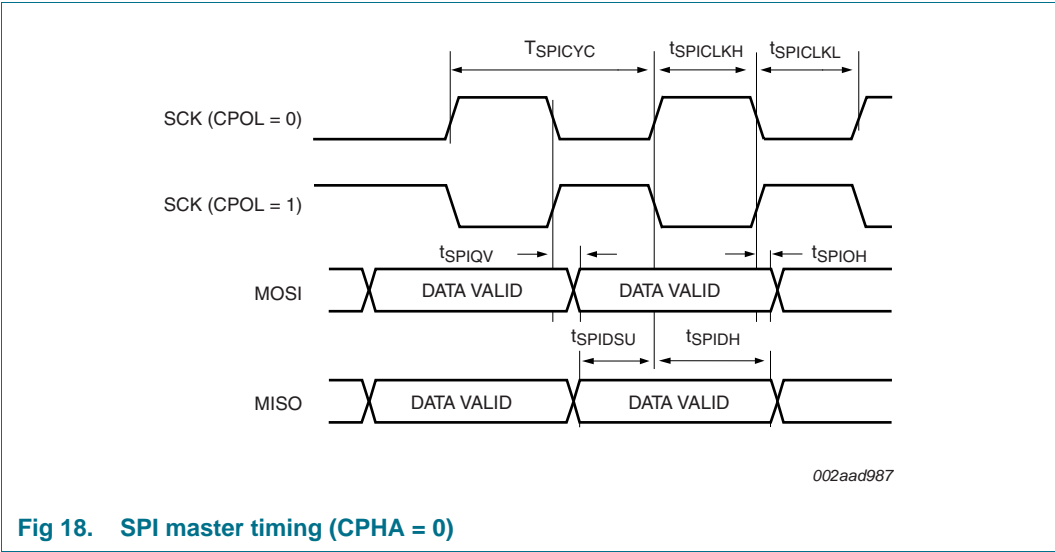 TSPICYC tSPICLKH tSPICLKL
SCK (CPOL = 0)
SCK (CPOL = 1)
tSPIQV tSPIOH
MOSI DATA VALID DATA VALID
tSPIDSU tSPIDH
MISO DATA VALID DATA VALID
002aad987
Fig 18. SPI master timing (CPHA = 0)